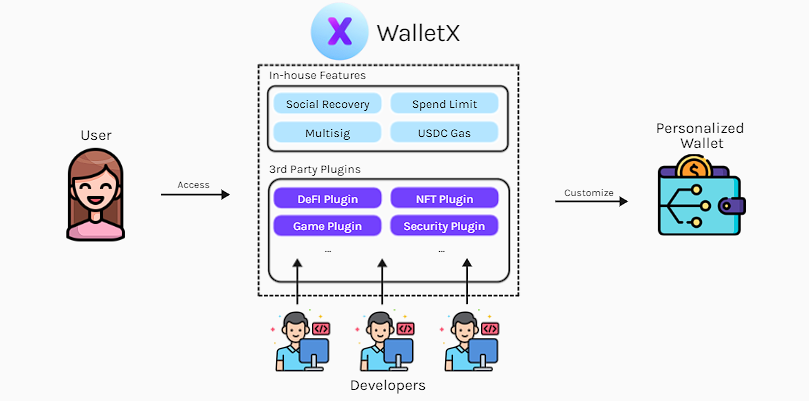 WalletX
In-house Features
Social Recovery
Spend Limit
Multisig
USDC Gas
User
Access
3rd Party Plugins
DeFI Plugin
NFT Plugin
Game Plugin
Security Plugin
...
...
Customize
Personalized
Wallet
Developers